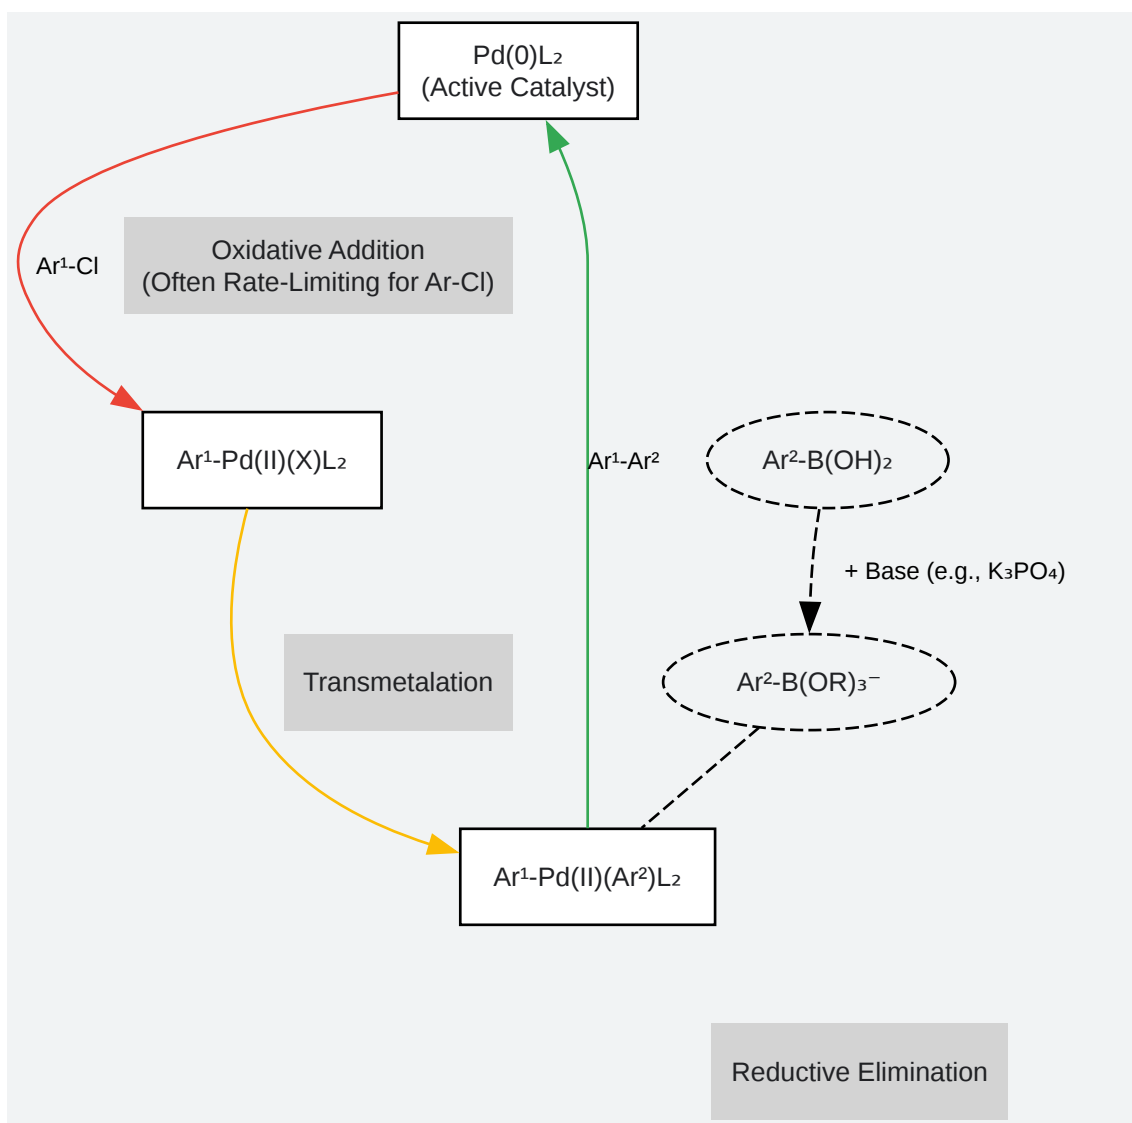 Pd(0)L₂
(Active Catalyst)
Oxidative Addition
(Often Rate-Limiting for Ar-Cl)
Ar¹-Cl
Ar¹-Pd(II)(X)L₂
Ar¹-Ar²
Ar²-B(OH)₂
+ Base (e.g., K₃PO₄)
Transmetalation
Ar²-B(OR)₃⁻
Ar¹-Pd(II)(Ar²)L₂
Reductive Elimination